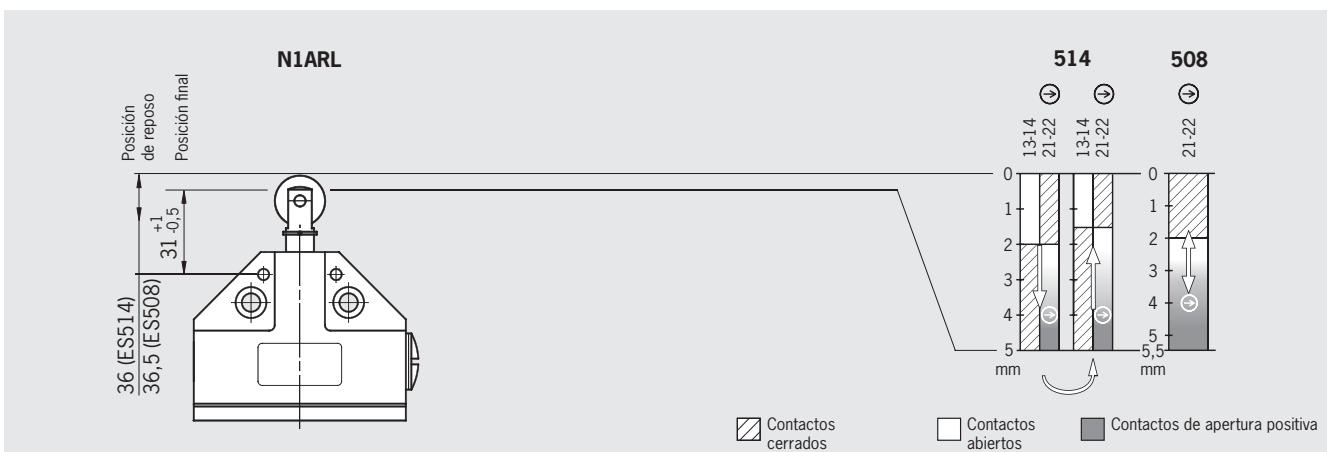 N1ARL
514
508
Posición
de reposo
Posición final
31 +1 -0,5
36 (ES514)
36,5 (ES508)
13-14
21-22
13-14
21-22
21-22
0
1
2
3
4
5
mm
0
1
2
3
4
5
5,5
mm
Contactos
cerrados
Contactos
abiertos
Contactos de apertura positiva